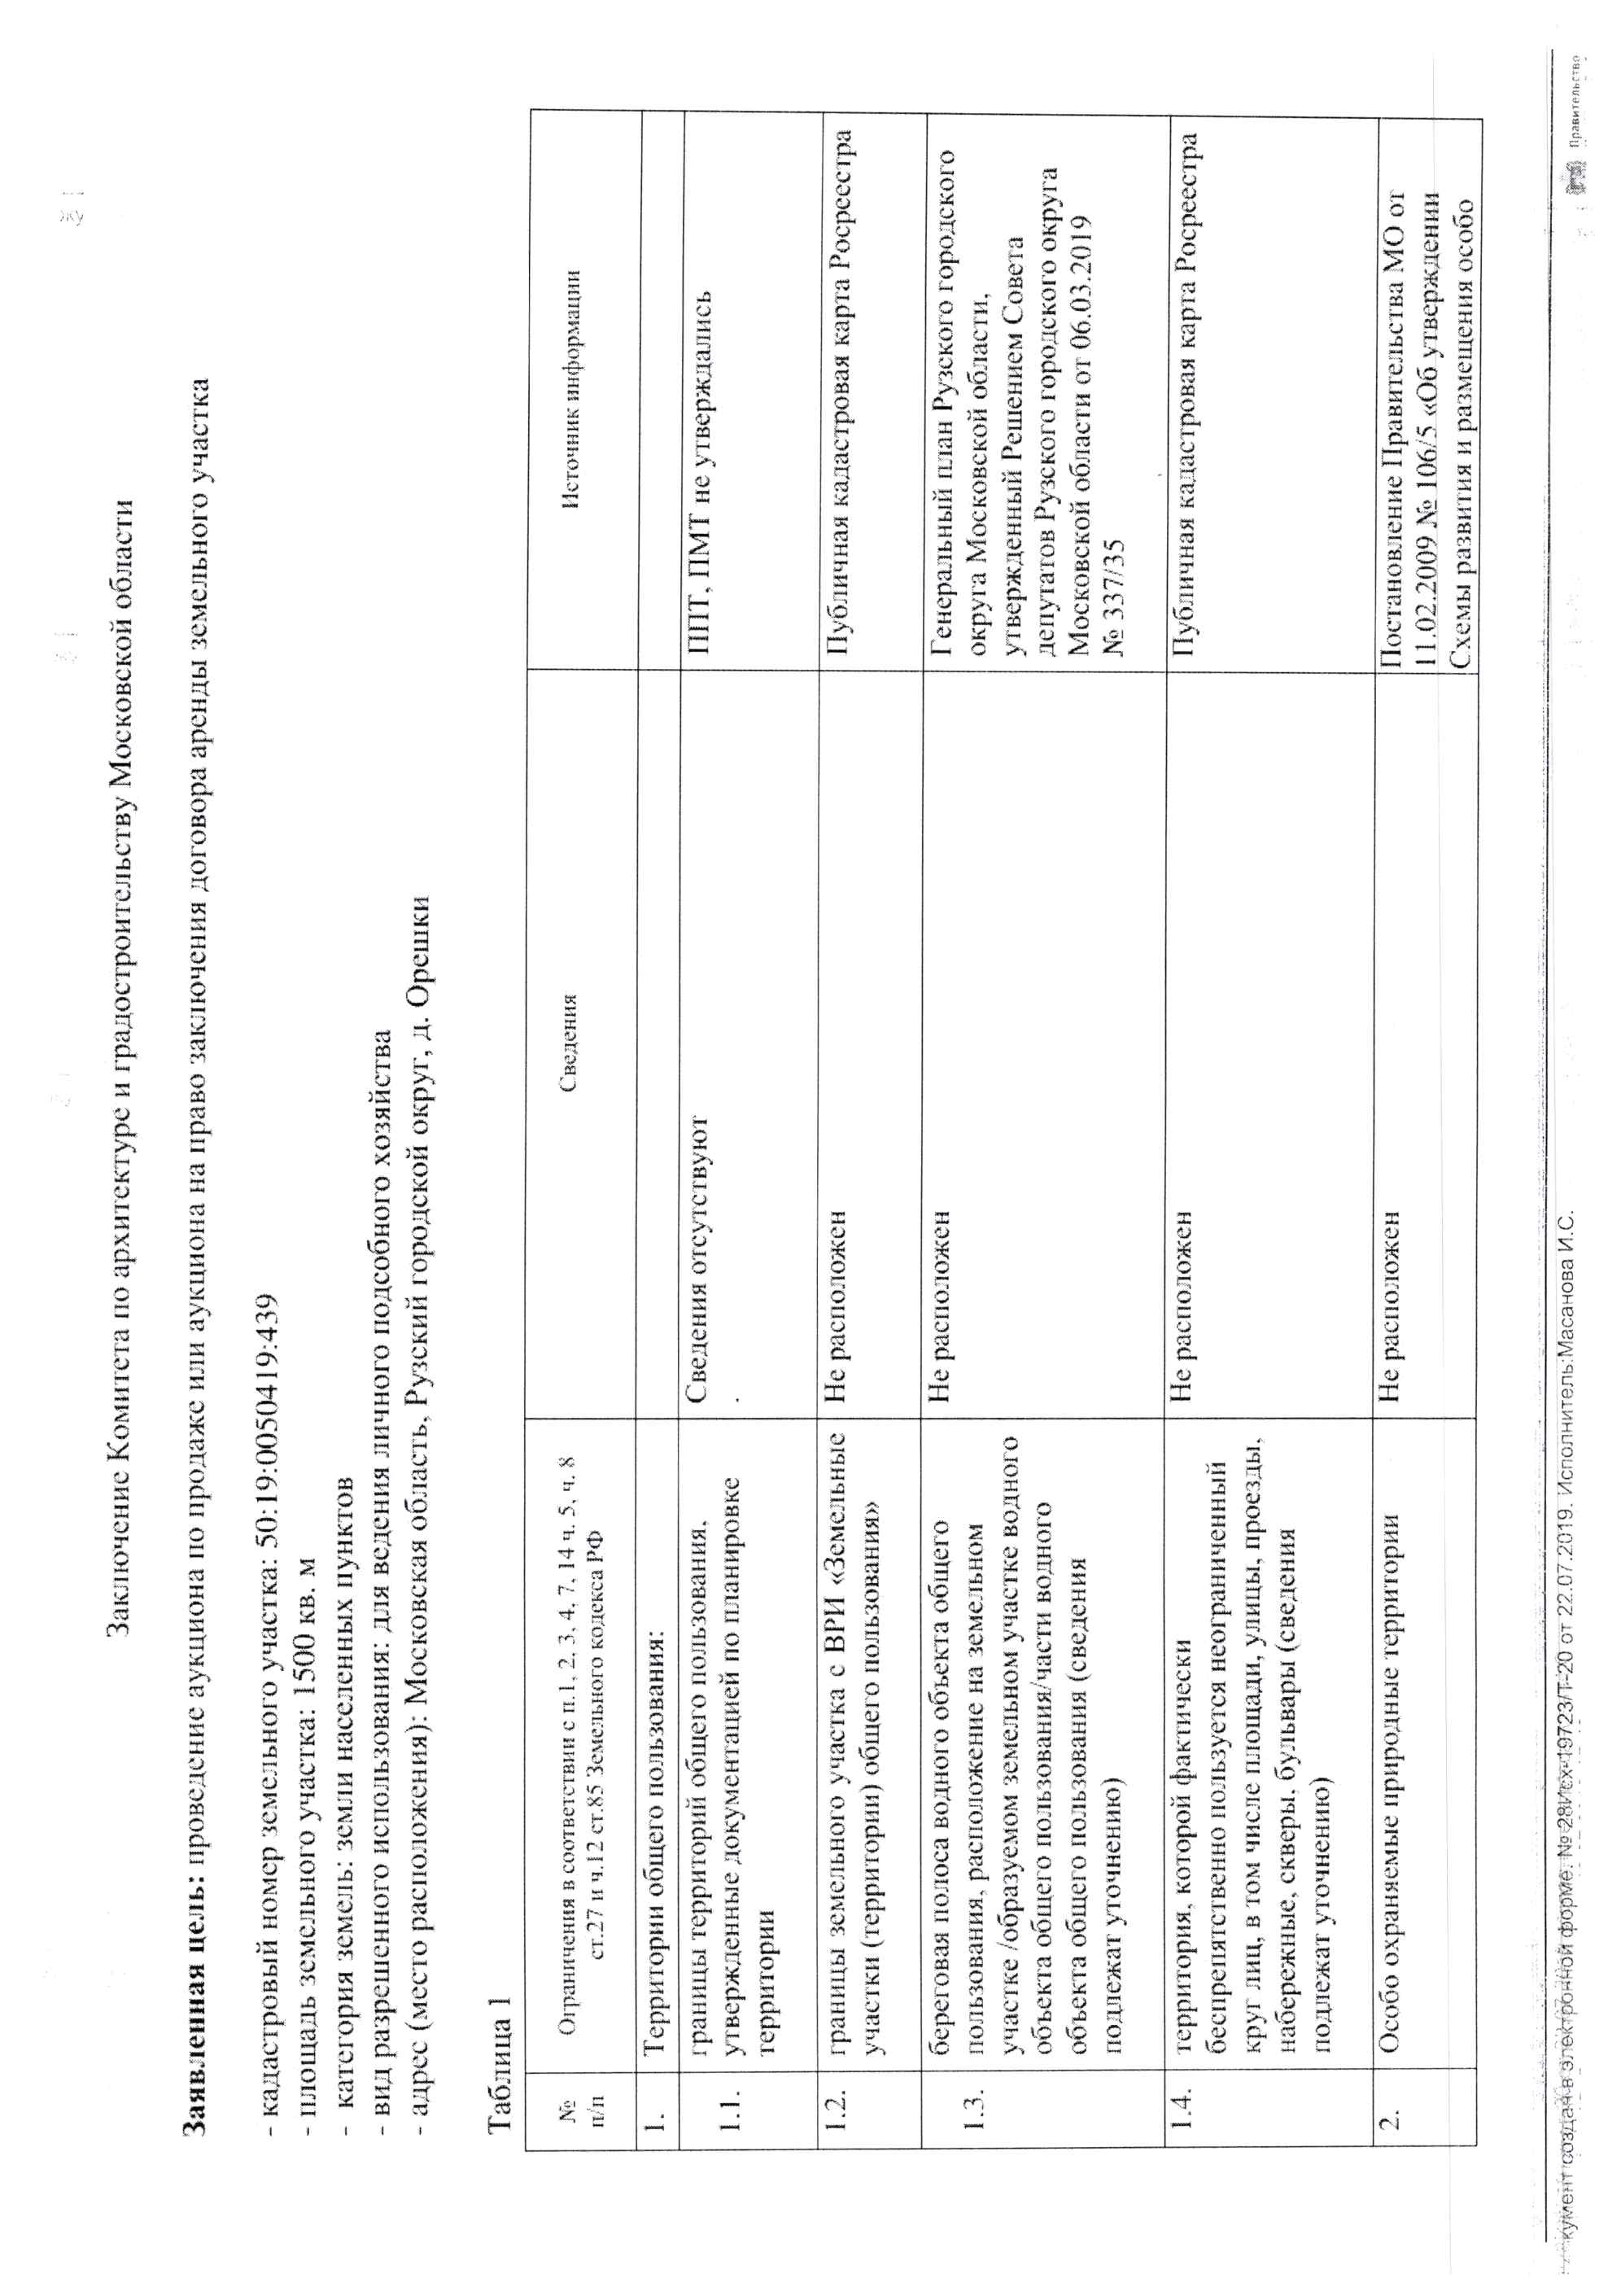 Заключение Комитета по архитектуре и градостроительству Московской области
Заявленная цель: проведение аукциона по продаже или аукциона на право заключения договора аренды земельного участка
- кадастровый номер земельного участка: 50:19:0050419:439
- площадь земельного участка: 1500 кв. м
- категория земель: земли населенных пунктов
- вид разрешенного использования: для ведения личного подсобного хозяйства
- адрес (место расположения): Московская область, Рузский городской округ, д. Орешки
Таблица 1
№
п/п
Ограничения в соответствии с п.1, 2, 3, 4, 7, 14 ч. 5, ч. 8
ст.27 и ч.12 ст.85 Земельного кодекса РФ
Сведения
Источник информации
1.
Территории общего пользования:
1.1.
границы территорий общего пользования,
утвержденные документацией по планировке
территории
Сведения отсутствуют
.
ППТ, ПМТ не утверждались
1.2.
границы земельного участка с ВРИ «Земельные
участки (территории) общего пользования»
Не расположен
Публичная кадастровая карта Росреестра
1.3.
береговая полоса водного объекта общего
пользования, расположение на земельном
участке /образуемом земельном участке водного
объекта общего пользования/части водного
объекта общего пользования (сведения
подлежат уточнению)
Не расположен
Генеральный план Рузского городского
округа Московской области,
утвержденный Решением Совета
депутатов Рузского городского округа
Московской области от 06.03.2019
№ 337/35
1.4.
территория, которой фактически
беспрепятственно пользуется неограниченный
круг лиц, в том числе площади, улицы, проезды,
набережные, скверы, бульвары (сведения
подлежат уточнению)
Не расположен
Публичная кадастровая карта Росреестра
2.
Особо охраняемые природные территории
Не расположен
Постановление Правительства МО от
11.02.2009 № 106/5 «Об утверждении
Схемы развития и размещения особо
кумент создан в электронной форме. № 28Исх-19723/Т-20 от 22.07.2019. Исполнитель:Масанова И.С.
Правительство